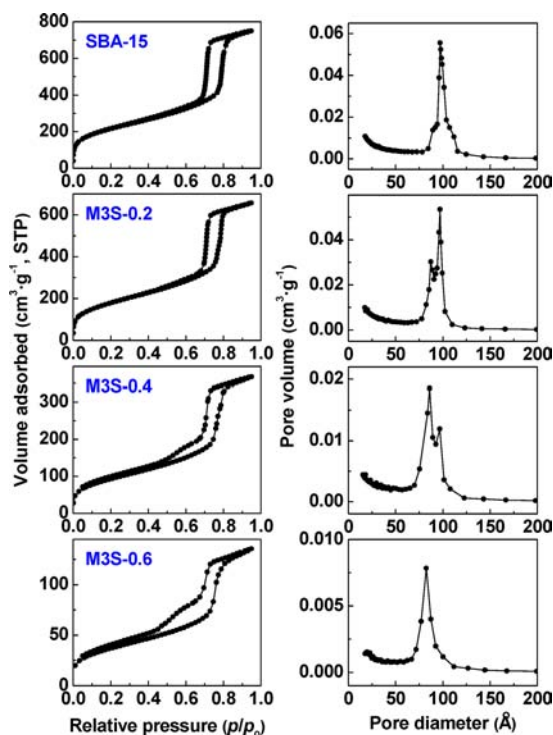 800
SBA-15
600
400
200
0
0.0 0.2 0.4 0.6 0.8 1.0
0.06
0.04
0.02
0.00
0 50 100 150 200
M3S-0.2
600
400
200
0
0.0 0.2 0.4 0.6 0.8 1.0
0.06
0.04
0.02
0.00
0 50 100 150 200
M3S-0.4
300
200
100
0
0.0 0.2 0.4 0.6 0.8 1.0
0.02
0.01
0.00
0 50 100 150 200
M3S-0.6
100
50
0
0.0 0.2 0.4 0.6 0.8 1.0
0.010
0.005
0.000
0 50 100 150 200
Volume adsorbed (cm³·g⁻¹, STP)
Pore volume (cm³·g⁻¹)
Relative pressure (p/p₀)
Pore diameter (Å)